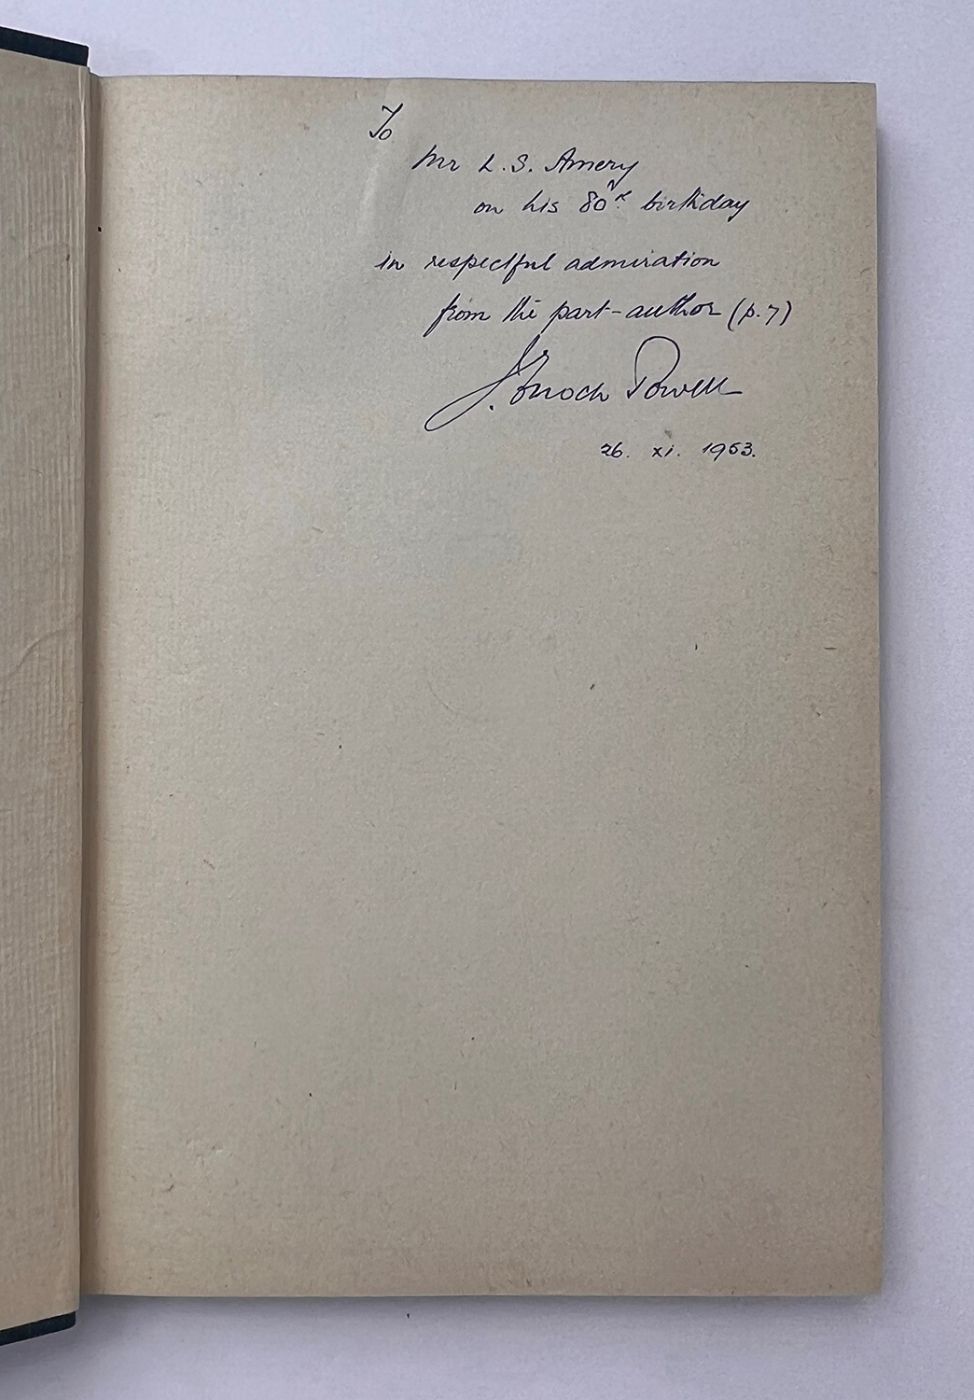 To
Mr L. S. Amery
on his 80th birthday
in respectful admiration
from the part-author (p. 7)
J. Enoch Powell
26. xi. 1953.